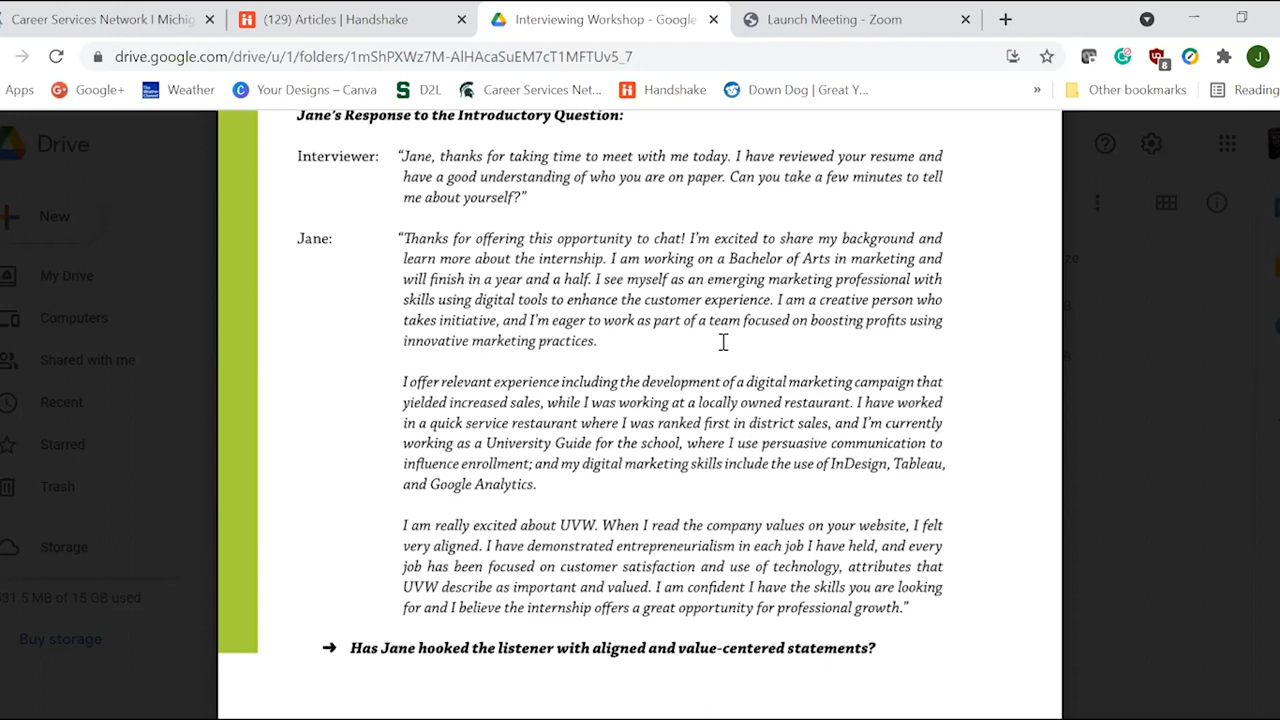 Career Services Network I Michig
(129) Articles | Handshake
Interviewing Workshop - Google
Launch Meeting - Zoom
drive.google.com/drive/u/1/folders/1mShPXWz7M-AlHAcaSuEM7cT1MFTUv5_7
8
J
Apps
Google+
Weather
Your Designes – Canva
D2L
Career Services Net...
Handshake
Down Dog | Great Y...
»
Other bookmarks
Reading
Drive
New
My Drive
Computers
Shared with me
Recent
Starred
Trash
Storage
531.5 MB of 15 GB used
Buy storage
Jane's Response to the Introductory Question:
Interviewer: "Jane, thanks for taking time to meet with me today. I have reviewed your resume and
have a good understanding of who you are on paper. Can you take a few minutes to tell
me about yourself?"
Jane: "Thanks for offering this opportunity to chat! I'm excited to share my background and
learn more about the internship. I am working on a Bachelor of Arts in marketing and
will finish in a year and a half. I see myself as an emerging marketing professional with
skills using digital tools to enhance the customer experience. I am a creative person who
takes initiative, and I'm eager to work as part of a team focused on boosting profits using
innovative marketing practices.
I offer relevant experience including the development of a digital marketing campaign that
yielded increased sales, while I was working at a locally owned restaurant. I have worked
in a quick service restaurant where I was ranked first in district sales, and I'm currently
working as a University Guide for the school, where I use persuasive communication to
influence enrollment; and my digital marketing skills include the use of InDesign, Tableau,
and Google Analytics.
I am really excited about UVW. When I read the company values on your website, I felt
very aligned. I have demonstrated entrepreneurialism in each job I have held, and every
job has been focused on customer satisfaction and use of technology, attributes that
UVW describe as important and valued. I am confident I have the skills you are looking
for and I believe the internship offers a great opportunity for professional growth."
➔ Has Jane hooked the listener with aligned and value-centered statements?